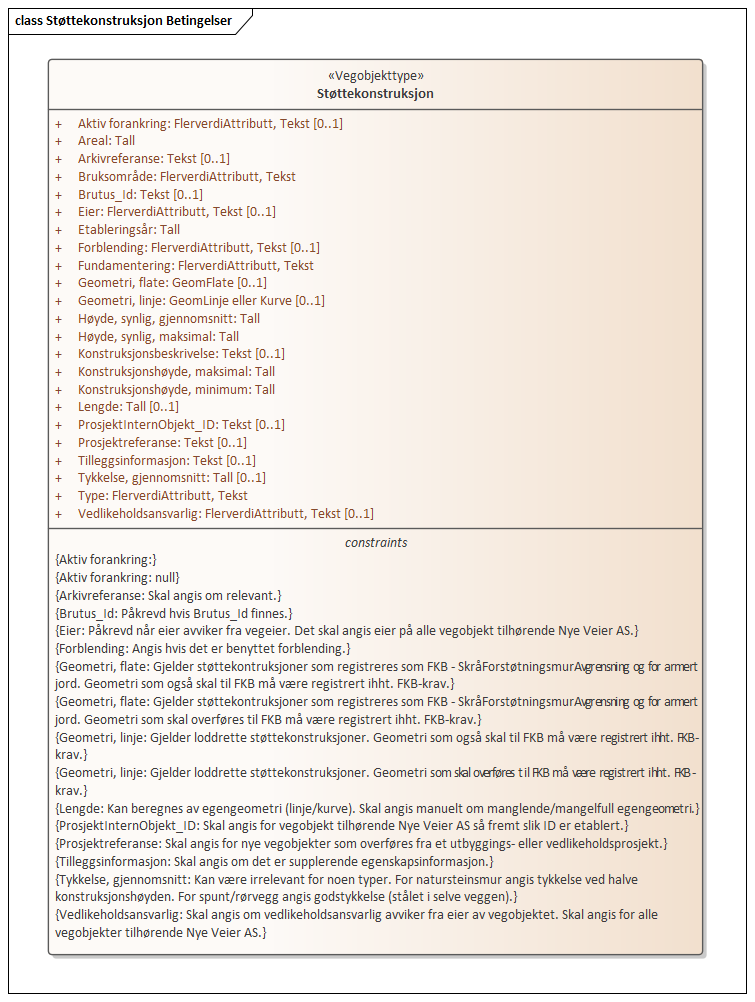 class Støttekonstruksjon Betingelser
«Vegobjekttype»
Støttekonstruksjon
+ Aktiv forankring: FlerverdiAttributt, Tekst [0..1]
+ Areal: Tall
+ Arkivreferanse: Tekst [0..1]
+ Bruksområde: FlerverdiAttributt, Tekst
+ Brutus_Id: Tekst [0..1]
+ Eier: FlerverdiAttributt, Tekst [0..1]
+ Etableringsår: Tall
+ Forblending: FlerverdiAttributt, Tekst [0..1]
+ Fundamentering: FlerverdiAttributt, Tekst
+ Geometri, flate: GeomFlate [0..1]
+ Geometri, linje: GeomLinje eller Kurve [0..1]
+ Høyde, synlig, gjennomsnitt: Tall
+ Høyde, synlig, maksimal: Tall
+ Konstruksjonsbeskrivelse: Tekst [0..1]
+ Konstruksjonshøyde, maksimal: Tall
+ Konstruksjonshøyde, minimum: Tall
+ Lengde: Tall [0..1]
+ ProsjektInternObjekt_ID: Tekst [0..1]
+ Prosjektreferanse: Tekst [0..1]
+ Tilleggsinformasjon: Tekst [0..1]
+ Tykkelse, gjennomsnitt: Tall [0..1]
+ Type: FlerverdiAttributt, Tekst
+ Vedlikeholdsansvarlig: FlerverdiAttributt, Tekst [0..1]
constraints
{Aktiv forankring:}
{Aktiv forankring: null}
{Arkivreferanse: Skal angis om relevant.}
{Brutus_Id: Påkrevd hvis Brutus_Id finnes.}
{Eier: Påkrevd når eier avviker fra vegeier. Det skal angis eier på alle vegobjekt tilhørende Nye Veier AS.}
{Forblending: Angis hvis det er benyttet forblending.}
{Geometri, flate: Gjelder støttekontruksjoner som registreres som FKB - SkråForstøtningsmurAvgrensning og for armert
jord. Geometri som også skal til FKB må være registrert ihht. FKB-krav.}
{Geometri, flate: Gjelder støttekontruksjoner som registreres som FKB - SkråForstøtningsmurAvgrensning og for armert
jord. Geometri som skal overføres til FKB må være registrert ihht. FKB-krav.}
{Geometri, linje: Gjelder loddrette støttekonstruksjoner. Geometri som også skal til FKB må være registrert ihht. FKB-
krav.}
{Geometri, linje: Gjelder loddrette støttekonstruksjoner. Geometri som skal overføres til FKB må være registrert ihht. FKB-
krav.}
{Lengde: Kan beregnes av egengeometri (linje/kurve). Skal angis manuelt om manglende/mangelfull egengeometri.}
{ProsjektInternObjekt_ID: Skal angis for vegobjekt tilhørende Nye Veier AS så fremt slik ID er etablert.}
{Prosjektreferanse: Skal angis for nye vegobjekter som overføres fra et utbyggings- eller vedlikeholdsprosjekt.}
{Tilleggsinformasjon: Skal angis om det er supplerende egenskapsinformasjon.}
{Tykkelse, gjennomsnitt: Kan være irrelevant for noen typer. For natursteinsmur angis tykkelse ved halve
konstruksjonshøyden. For spunt/rørvegg angis godstykkelse (stålet i selve veggen).}
{Vedlikeholdsansvarlig: Skal angis om vedlikeholdsansvarlig avviker fra eier av vegobjektet. Skal angis for alle
vegobjekter tilhørende Nye Veier AS.}